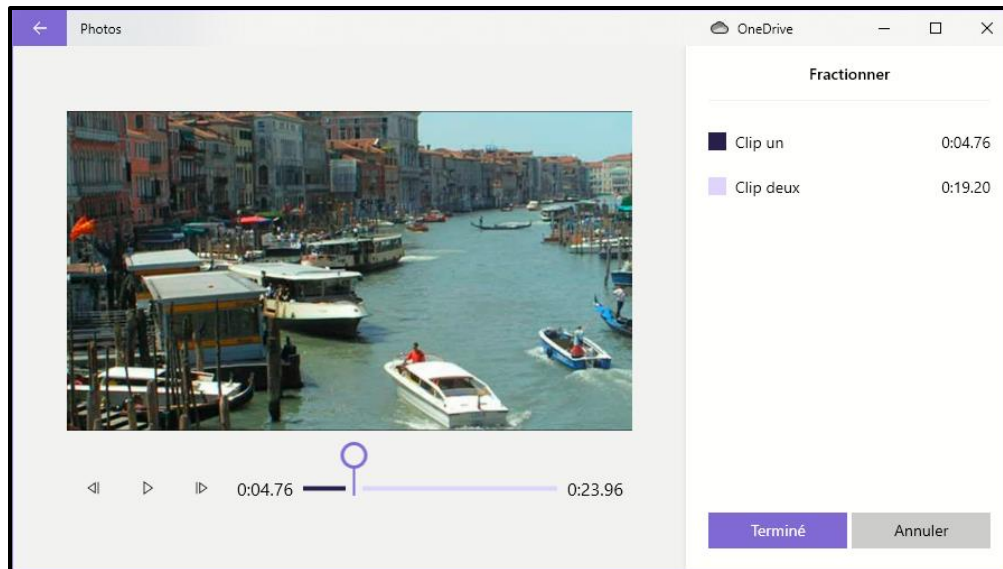 Photos
OneDrive
Fractionner
Clip un 0:04.76
Clip deux 0:19.20
0:04.76 0:23.96
Terminé Annuler